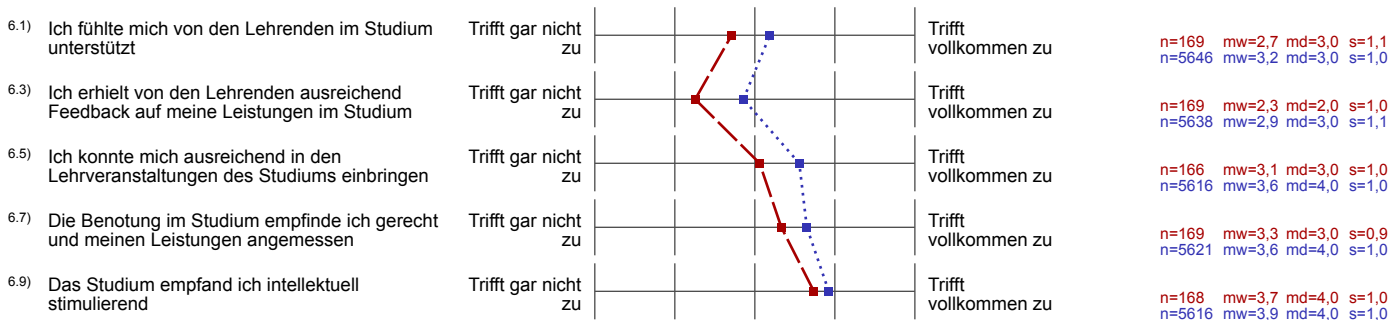 6.1) Ich fühlte mich von den Lehrenden im Studium
unterstützt
Trifft gar nicht
zu
Trifft
vollkommen zu
n=169 mw=2,7 md=3,0 s=1,1
n=5646 mw=3,2 md=3,0 s=1,0
6.3) Ich erhielt von den Lehrenden ausreichend
Feedback auf meine Leistungen im Studium
Trifft gar nicht
zu
Trifft
vollkommen zu
n=169 mw=2,3 md=2,0 s=1,0
n=5638 mw=2,9 md=3,0 s=1,1
6.5) Ich konnte mich ausreichend in den
Lehrveranstaltungen des Studiums einbringen
Trifft gar nicht
zu
Trifft
vollkommen zu
n=166 mw=3,1 md=3,0 s=1,0
n=5616 mw=3,6 md=4,0 s=1,0
6.7) Die Benotung im Studium empfinde ich gerecht
und meinen Leistungen angemessen
Trifft gar nicht
zu
Trifft
vollkommen zu
n=169 mw=3,3 md=3,0 s=0,9
n=5621 mw=3,6 md=4,0 s=1,0
6.9) Das Studium empfand ich intellektuell
stimulierend
Trifft gar nicht
zu
Trifft
vollkommen zu
n=168 mw=3,7 md=4,0 s=1,0
n=5616 mw=3,9 md=4,0 s=1,0